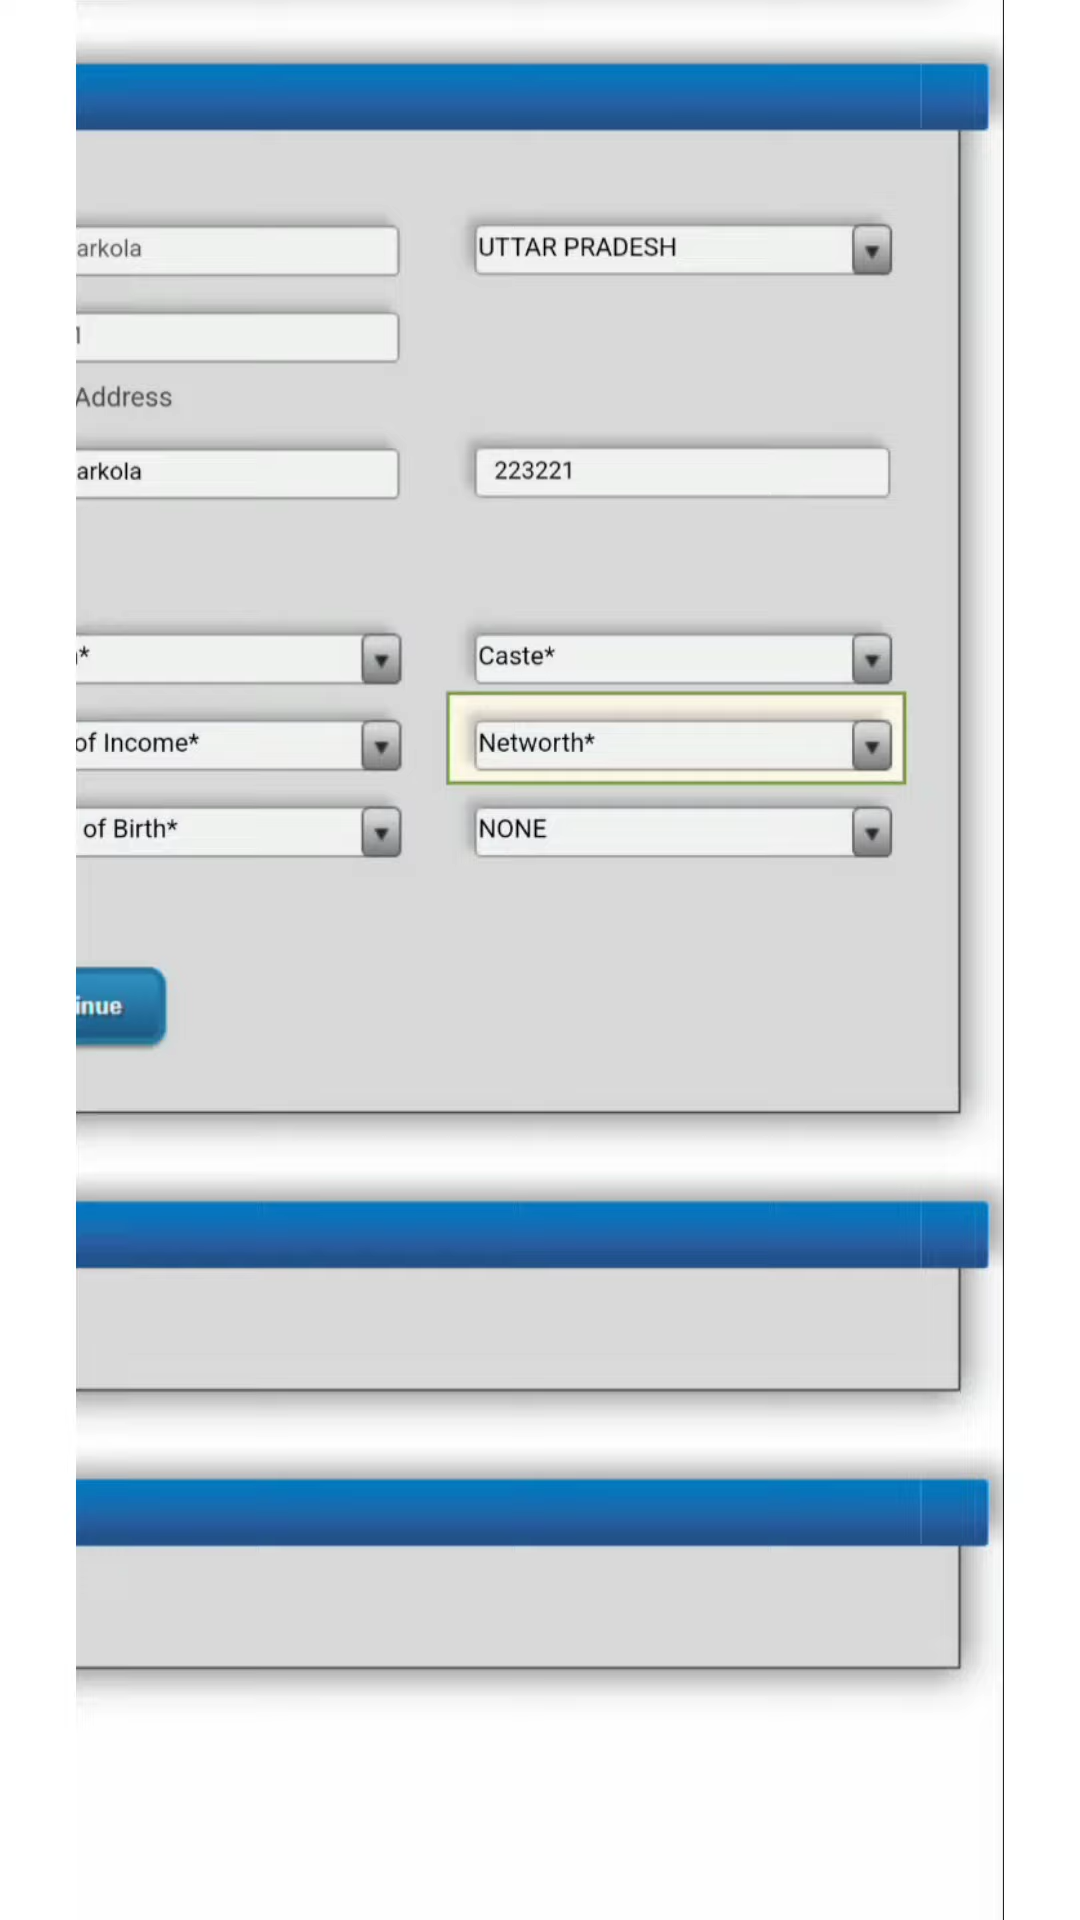 arkola
UTTAR PRADESH
Address
arkola
223221
*
Caste*
of Income*
Networth*
of Birth*
NONE
inue